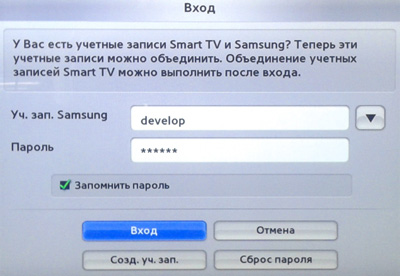 Вход
У Вас есть учетные записи Smart TV и Samsung? Теперь эти
учетные записи можно объединить. Объединение учетных
записей Smart TV можно выполнить после входа.
Уч. зап. Samsung
develop
Пароль
******
Запомнить пароль
Вход
Отмена
Созд. уч. зап.
Сброс пароля